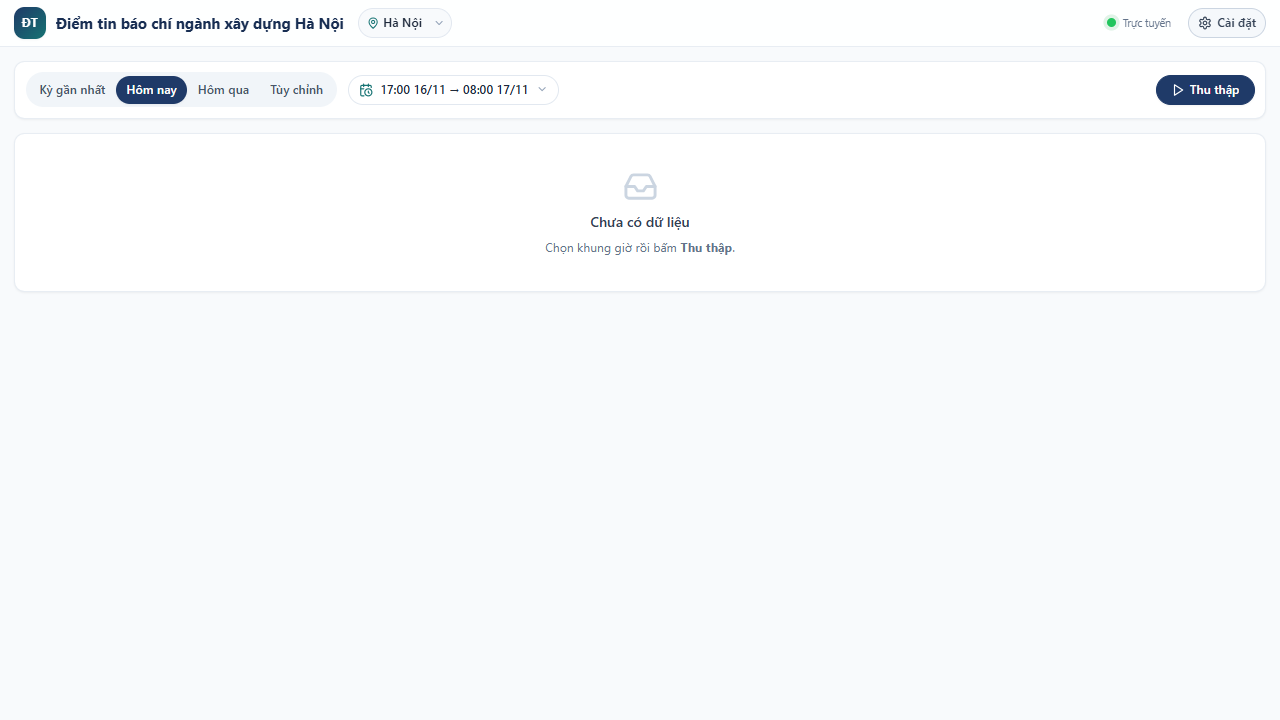 ĐT Điểm tin báo chí ngành xây dựng Hà Nội Hà Nội Trực tuyến Cài đặt
Kỳ gần nhất Hôm nay Hôm qua Tùy chỉnh 17:00 16/11 → 08:00 17/11 Thu thập
Chưa có dữ liệu
Chọn khung giờ rồi bấm Thu thập.